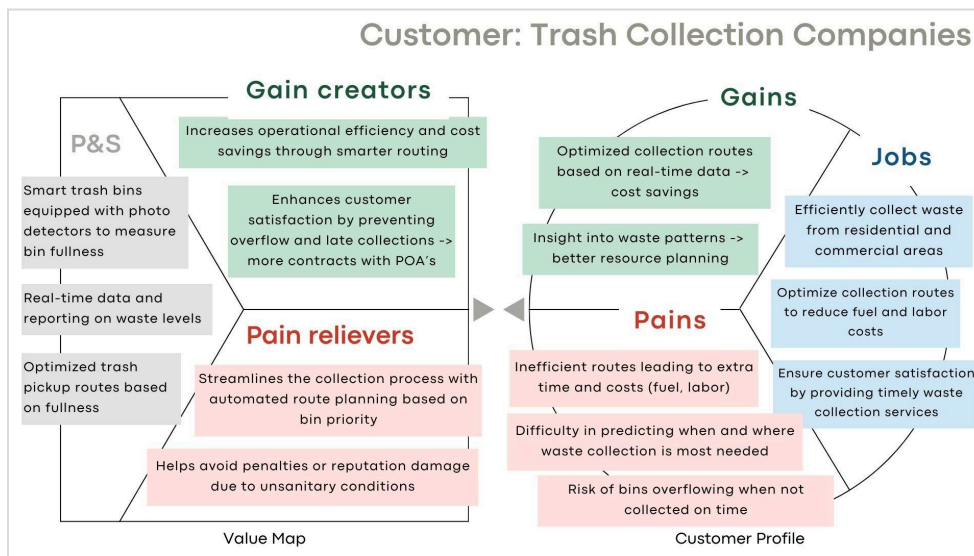 Customer: Trash Collection Companies
Gain creators
P&S
Increases operational efficiency and cost
savings through smarter routing
Enhances customer
satisfaction by preventing
overflow and late collections ->
more contracts with POA's
Smart trash bins
equipped with photo
detectors to measure
bin fullness
Real-time data and
reporting on waste levels
Optimized trash
pickup routes based
on fullness
Pain relievers
Streamlines the collection process with
automated route planning based on
bin priority
Helps avoid penalties or reputation damage
due to unsanitary conditions
Value Map
Gains
Optimized collection routes
based on real-time data ->
cost savings
Insight into waste patterns ->
better resource planning
Jobs
Efficiently collect waste
from residential and
commercial areas
Optimize collection routes
to reduce fuel and labor
costs
Ensure customer satisfaction
by providing timely waste
collection services
Pains
Inefficient routes leading to extra
time and costs (fuel, labor)
Difficulty in predicting when and where
waste collection is most needed
Risk of bins overflowing when not
collected on time
Customer Profile